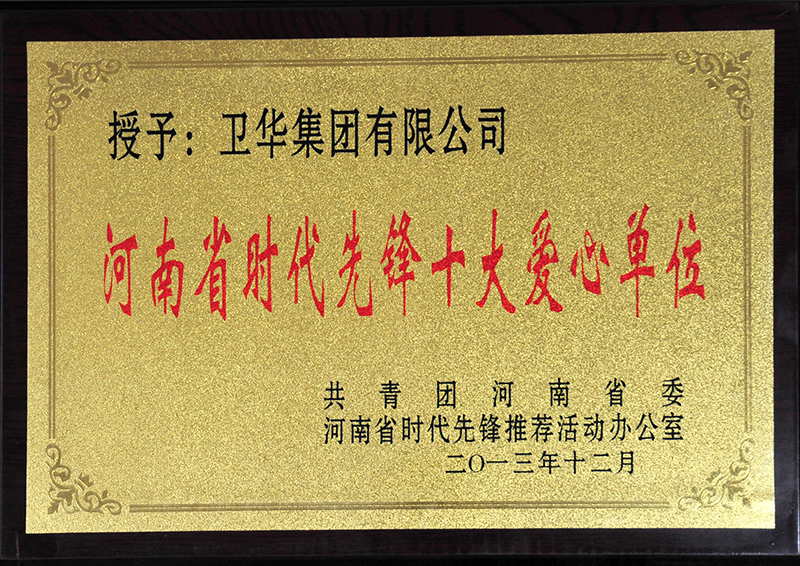 授予：卫华集团有限公司
河南省时代先锋十大爱心单位
共青团河南省委
河南省时代先锋推荐活动办公室
二〇一三年十二月